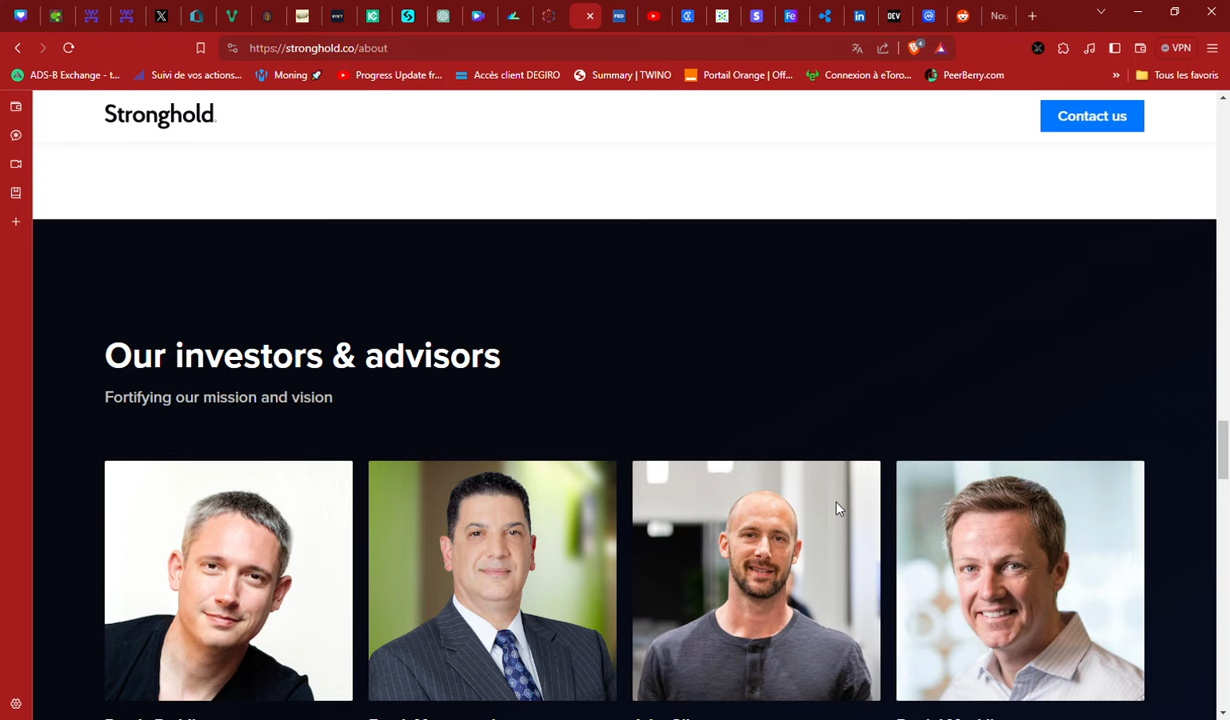 Nou
https://stronghold.co/about
VPN
ADS-B Exchange - t...
Suivi de vos actions...
Moning
Progress Update fr...
Accès client DEGIRO
Summary | TWINO
Portail Orange | Off...
Connexion à eToro...
PeerBerry.com
»
Tous les favoris
Stronghold.
Contact us
Our investors & advisors
Fortifying our mission and vision